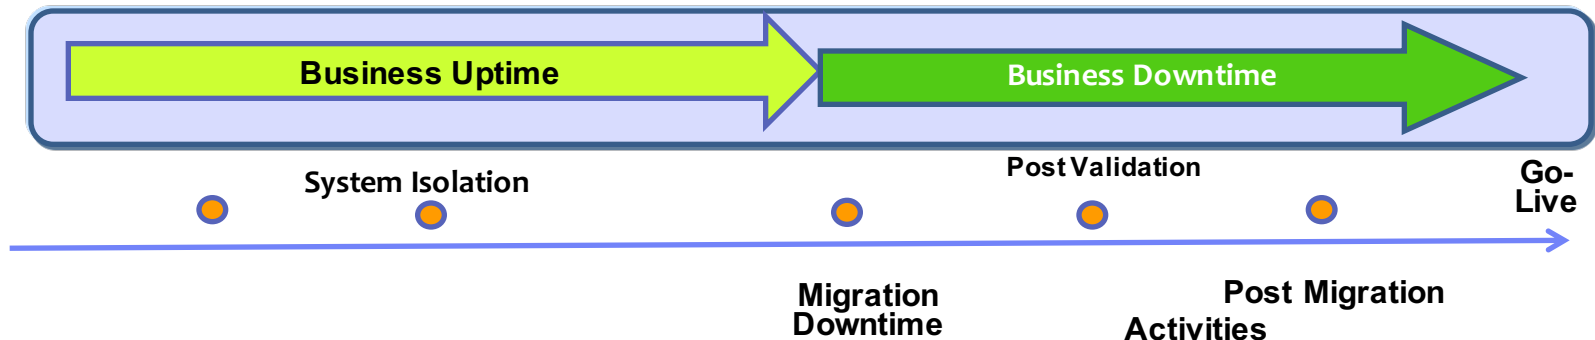 Business Uptime
Business Downtime
System Isolation
Post Validation
Go-
Live
Migration
Downtime
Post Migration
Activities